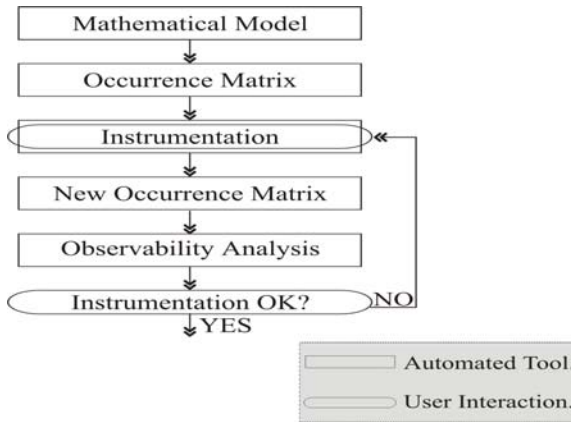 Mathematical Model
Occurrence Matrix
Instrumentation
New Occurrence Matrix
Observability Analysis
Instrumentation OK?
NO
YES
Automated Tool.
User Interaction.